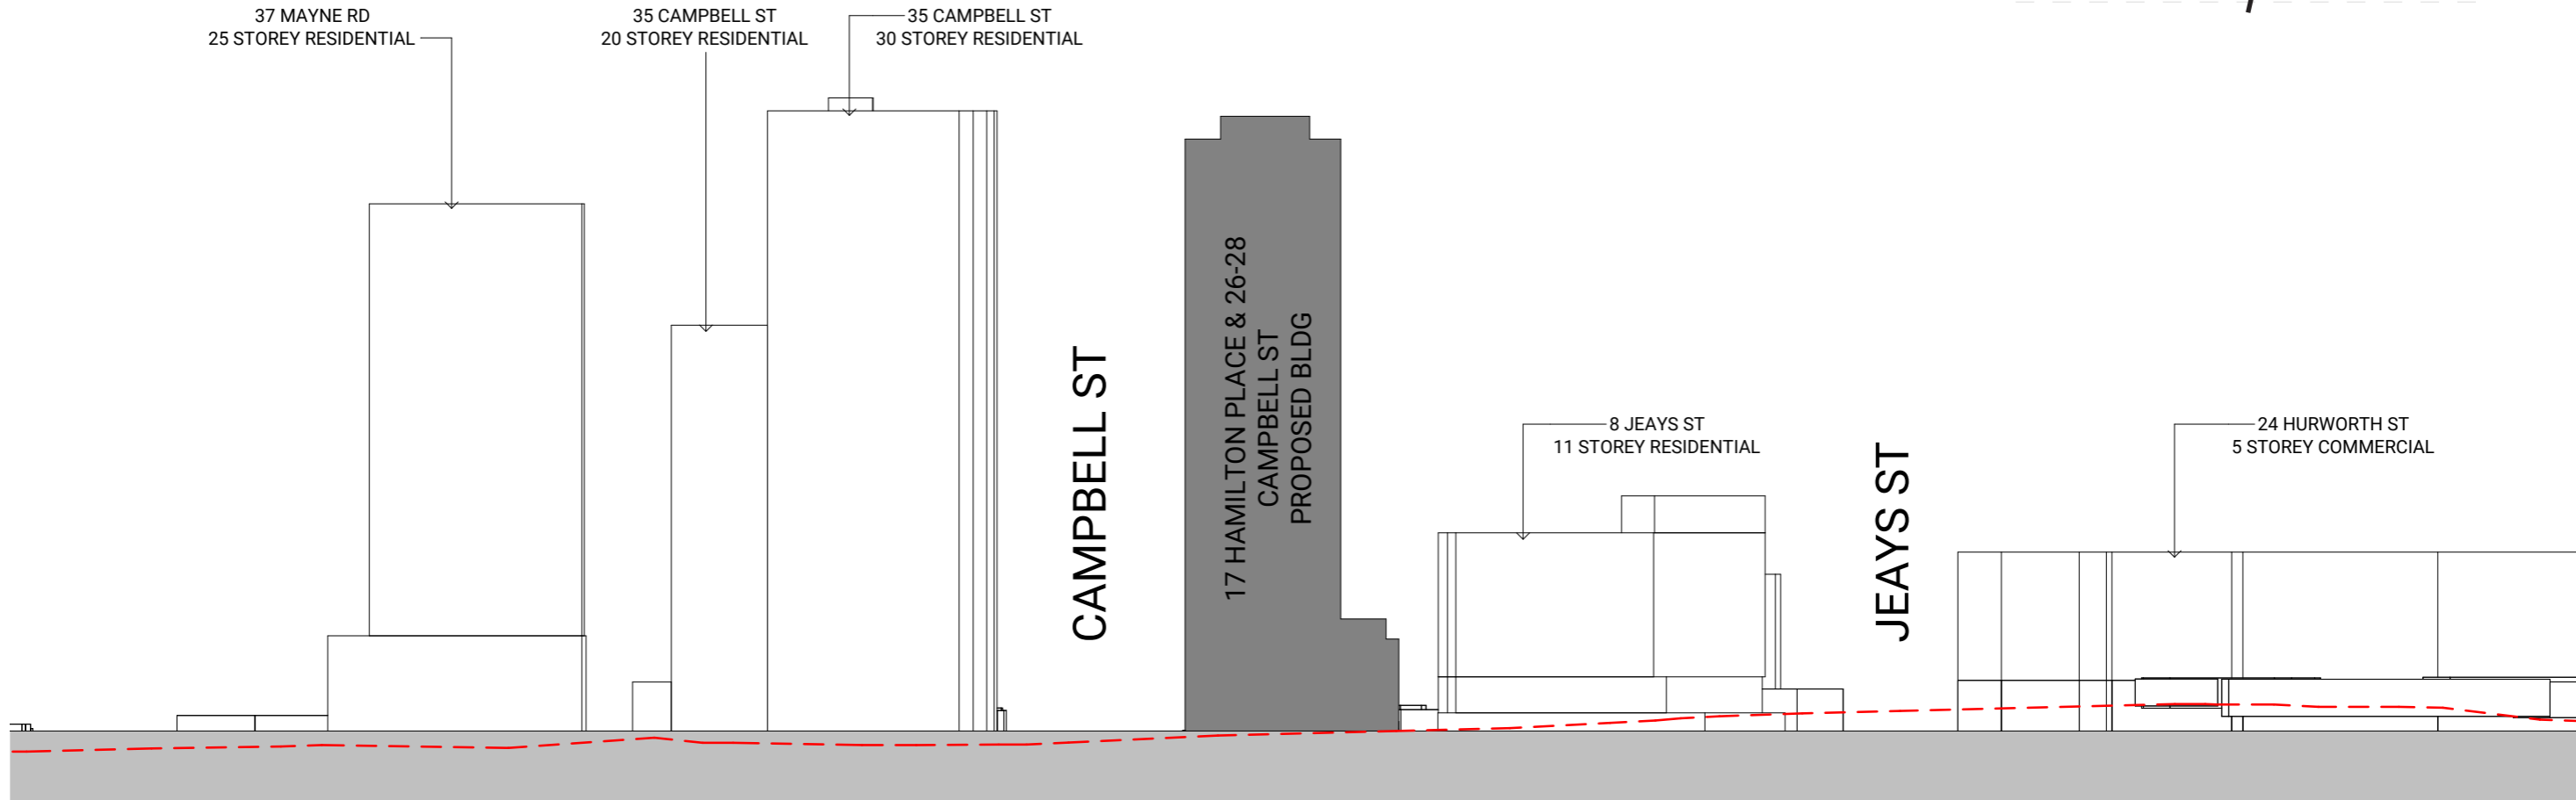 37 MAYNE RD
25 STOREY RESIDENTIAL
35 CAMPBELL ST
20 STOREY RESIDENTIAL
35 CAMPBELL ST
30 STOREY RESIDENTIAL
CAMPBELL ST
17 HAMILTON PLACE & 26-28
CAMPBELL ST
PROPOSED BLDG
8 JEAYS ST
11 STOREY RESIDENTIAL
JEAYS ST
24 HURWORTH ST
5 STOREY COMMERCIAL